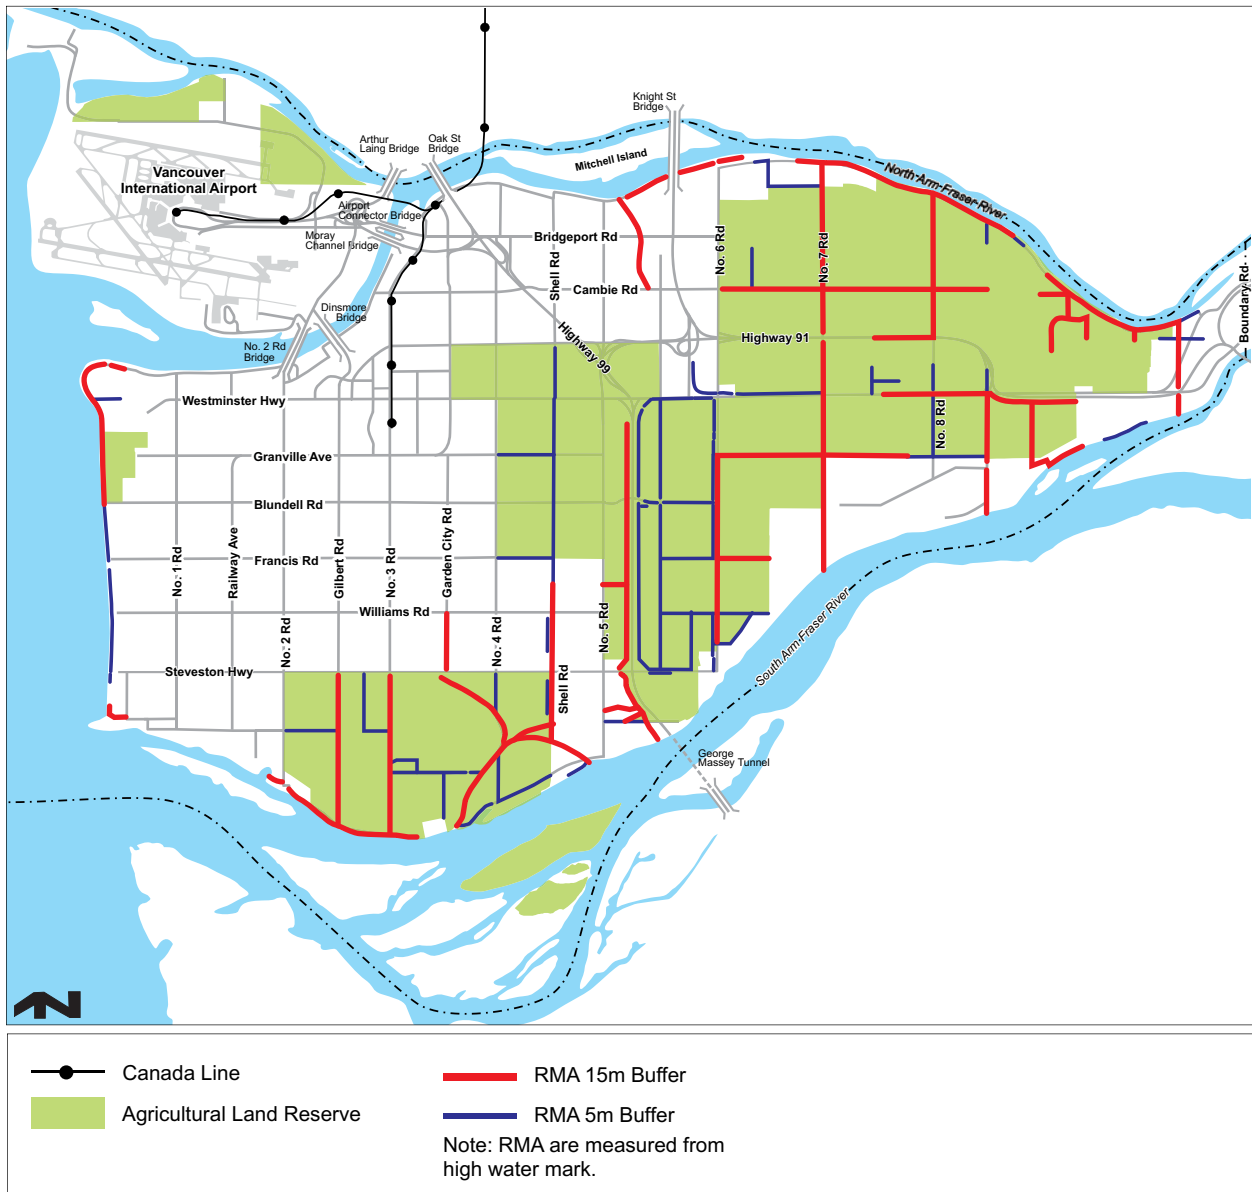 Knight St
Bridge
Arthur
Laing Bridge
Oak St
Bridge
Mitchell Island
Vancouver
International Airport
North Arm Fraser River
Airport
Connector Bridge
Moray
Channel Bridge
Bridgeport Rd
No. 6 Rd
No. 7 Rd
Shell Rd
Cambie Rd
Boundary Rd
Dinsmore
Bridge
No. 2 Rd
Bridge
Highway 99
Highway 91
Westminster Hwy
No. 8 Rd
Granville Ave
Blundell Rd
Francis Rd
No. 1 Rd
Railway Ave
Gilbert Rd
No. 3 Rd
Garden City Rd
Williams Rd
No. 2 Rd
No. 4 Rd
No. 5 Rd
South Arm Fraser River
Steveston Hwy
Shell Rd
George
Massey Tunnel
N
Canada Line
Agricultural Land Reserve
RMA 15m Buffer
RMA 5m Buffer
Note: RMA are measured from
high water mark.